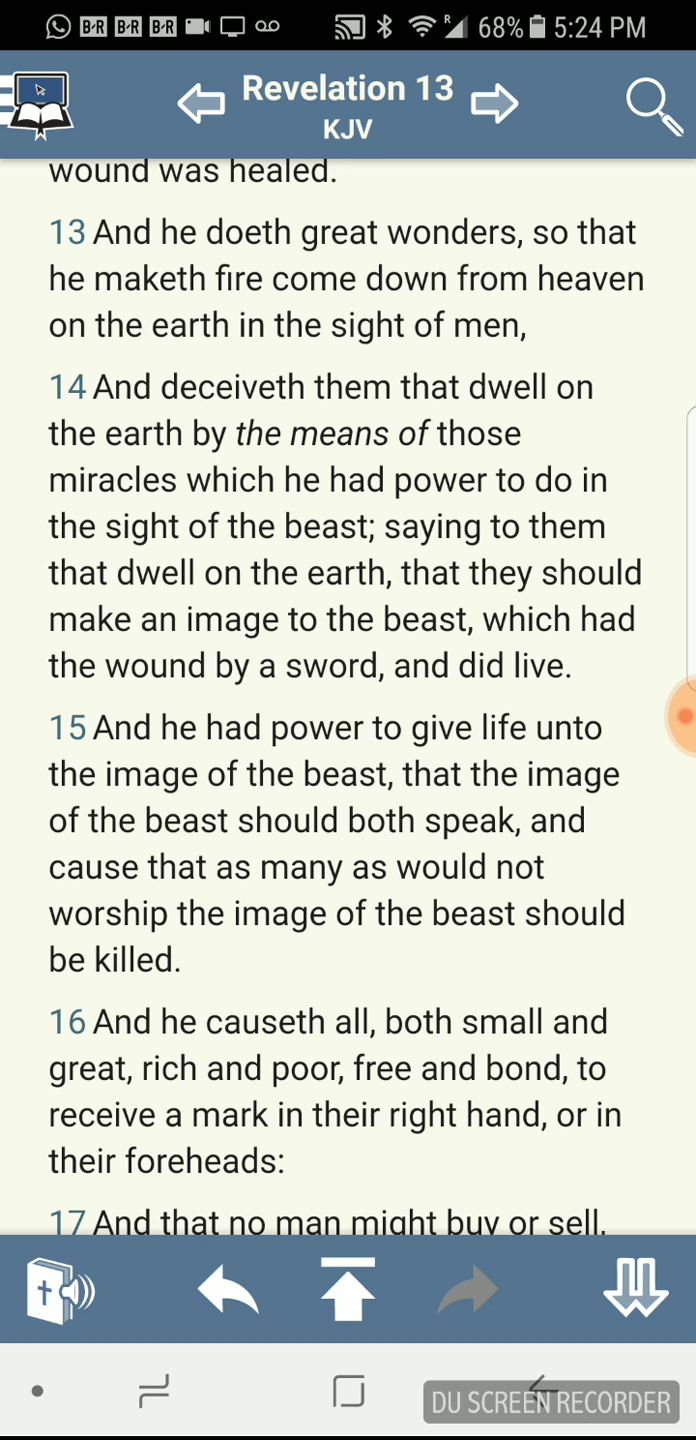 B·R B·R B·R R 68% 5:24 PM
Revelation 13
KJV
wound was healed.
13 And he doeth great wonders, so that
he maketh fire come down from heaven
on the earth in the sight of men,
14 And deceiveth them that dwell on
the earth by the means of those
miracles which he had power to do in
the sight of the beast; saying to them
that dwell on the earth, that they should
make an image to the beast, which had
the wound by a sword, and did live.
15 And he had power to give life unto
the image of the beast, that the image
of the beast should both speak, and
cause that as many as would not
worship the image of the beast should
be killed.
16 And he causeth all, both small and
great, rich and poor, free and bond, to
receive a mark in their right hand, or in
their foreheads:
17 And that no man might buy or sell,
DU SCREEN RECORDER